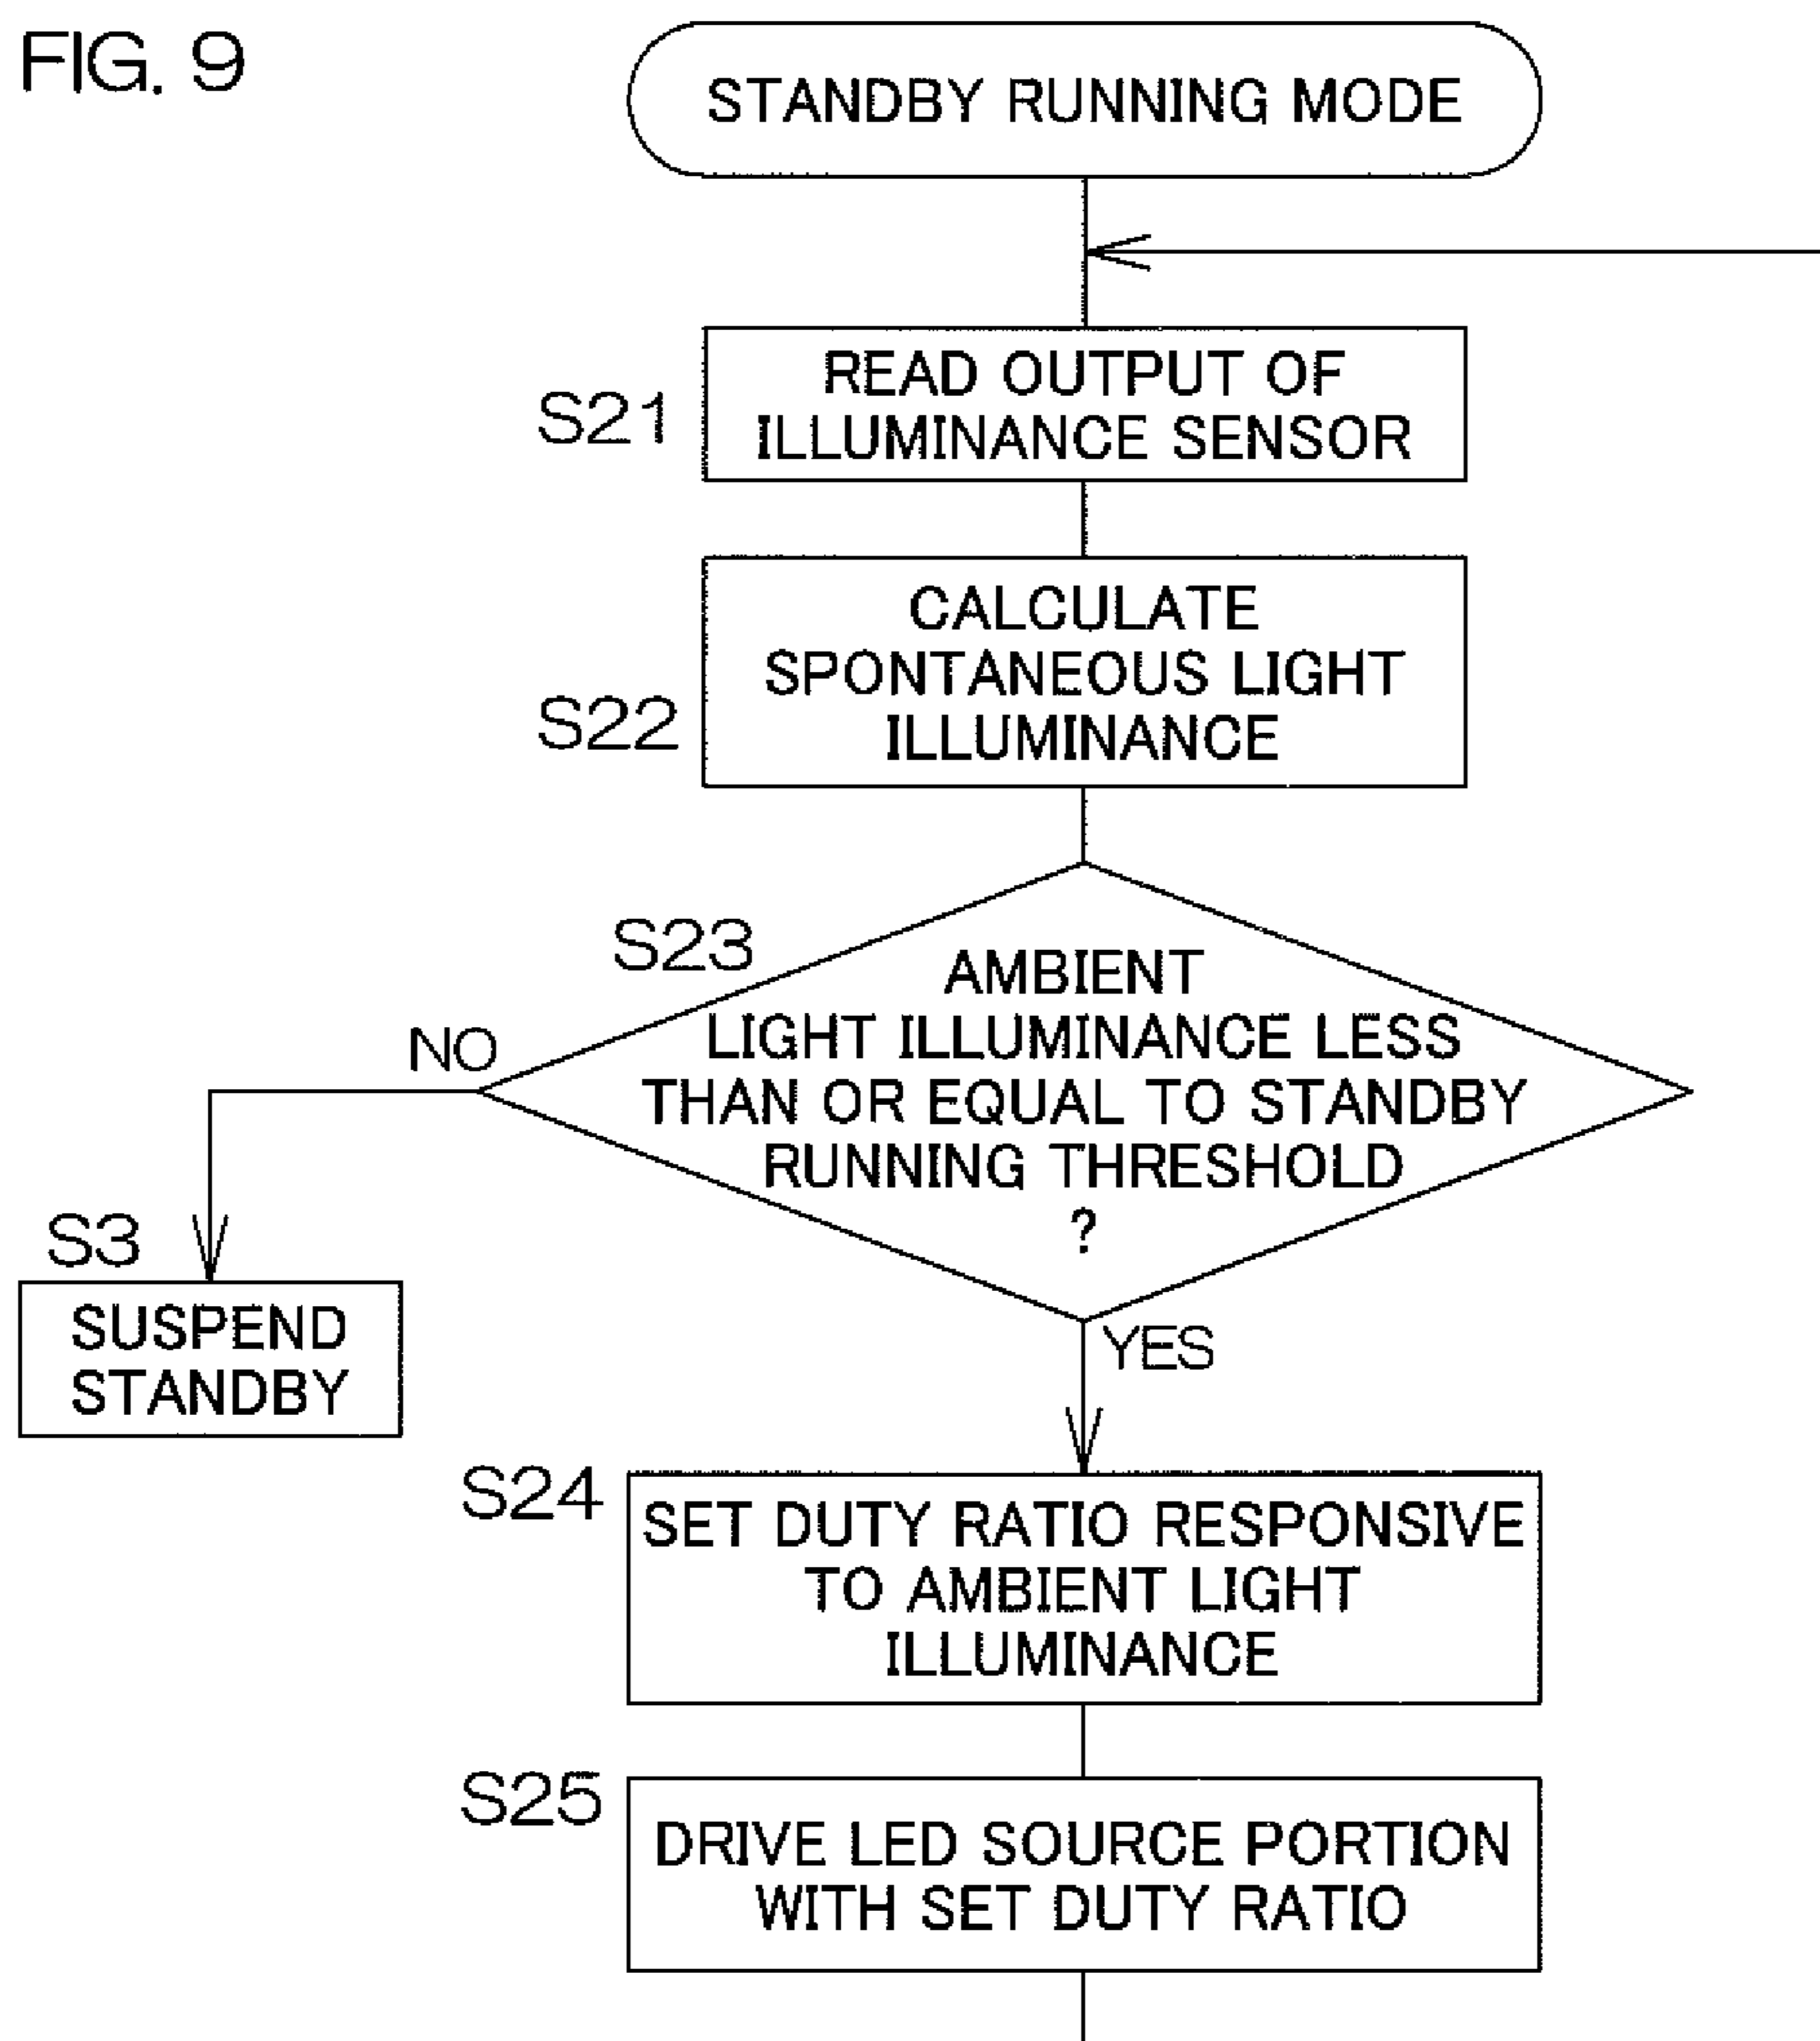 FIG. 9
STANDBY RUNNING MODE
S21
READ OUTPUT OF
ILLUMINANCE SENSOR
S22
CALCULATE
SPONTANEOUS LIGHT
ILLUMINANCE
S23
AMBIENT
LIGHT ILLUMINANCE LESS
THAN OR EQUAL TO STANDBY
RUNNING THRESHOLD
?
NO
S3
SUSPEND
STANDBY
YES
S24
SET DUTY RATIO RESPONSIVE
TO AMBIENT LIGHT
ILLUMINANCE
S25
DRIVE LED SOURCE PORTION
WITH SET DUTY RATIO